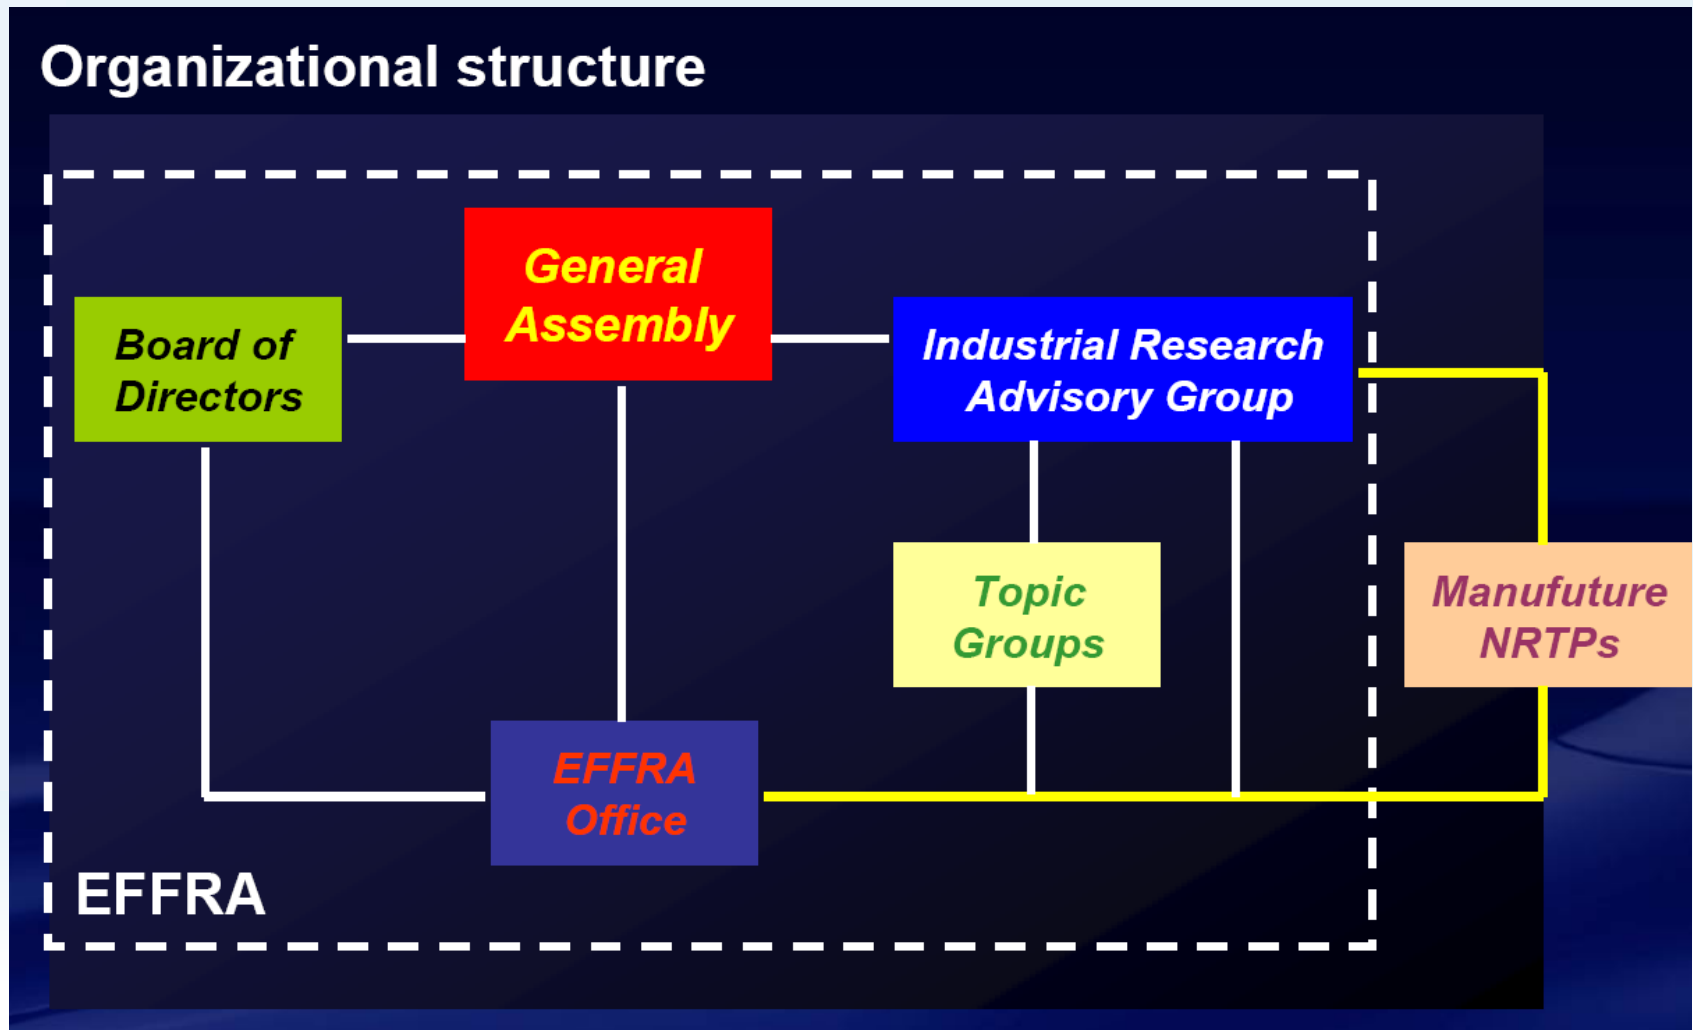 Organizational structure
General
Assembly
Board of
Directors
Industrial Research
Advisory Group
Topic
Groups
Manufuture
NRTPs
EFFRA
Office
EFFRA